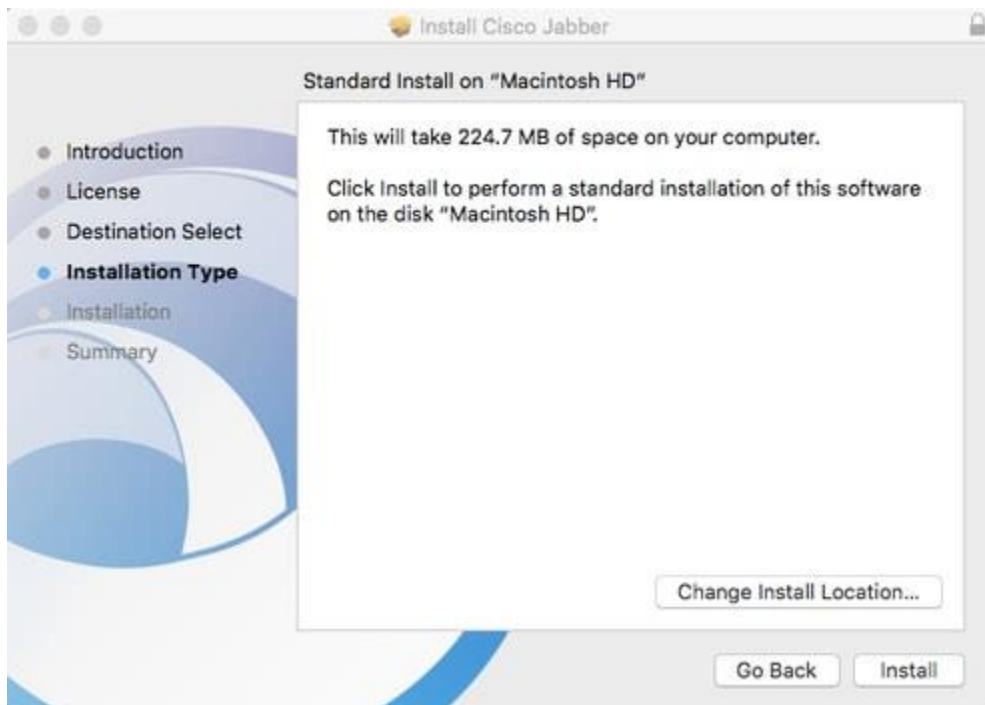 Install Cisco Jabber
Standard Install on "Macintosh HD"
Introduction
License
Destination Select
Installation Type
Installation
Summary
This will take 224.7 MB of space on your computer.
Click Install to perform a standard installation of this software
on the disk "Macintosh HD".
Change Install Location...
Go Back
Install